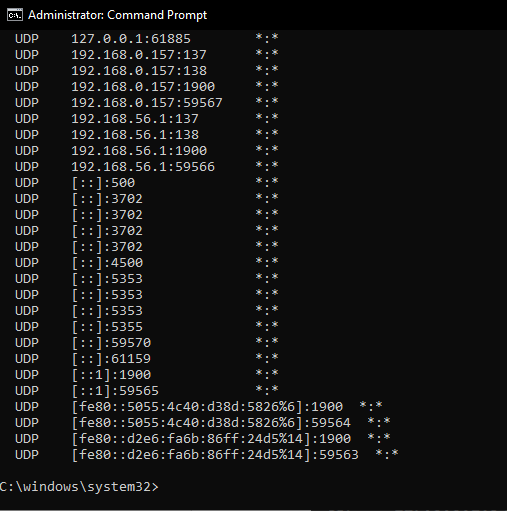 Administrator: Command Prompt
UDP 127.0.0.1:61885 *:*
UDP 192.168.0.157:137 *:*
UDP 192.168.0.157:138 *:*
UDP 192.168.0.157:1900 *:*
UDP 192.168.0.157:59567 *:*
UDP 192.168.56.1:137 *:*
UDP 192.168.56.1:138 *:*
UDP 192.168.56.1:1900 *:*
UDP 192.168.56.1:59566 *:*
UDP [::]:500 *:*
UDP [::]:3702 *:*
UDP [::]:3702 *:*
UDP [::]:3702 *:*
UDP [::]:3702 *:*
UDP [::]:4500 *:*
UDP [::]:5353 *:*
UDP [::]:5353 *:*
UDP [::]:5353 *:*
UDP [::]:5355 *:*
UDP [::]:59570 *:*
UDP [::]:61159 *:*
UDP [::1]:1900 *:*
UDP [::1]:59565 *:*
UDP [fe80::5055:4c40:d38d:5826%6]:1900 *:*
UDP [fe80::5055:4c40:d38d:5826%6]:59564 *:*
UDP [fe80::d2e6:fa6b:86ff:24d5%14]:1900 *:*
UDP [fe80::d2e6:fa6b:86ff:24d5%14]:59563 *:*
C:\windows\system32>